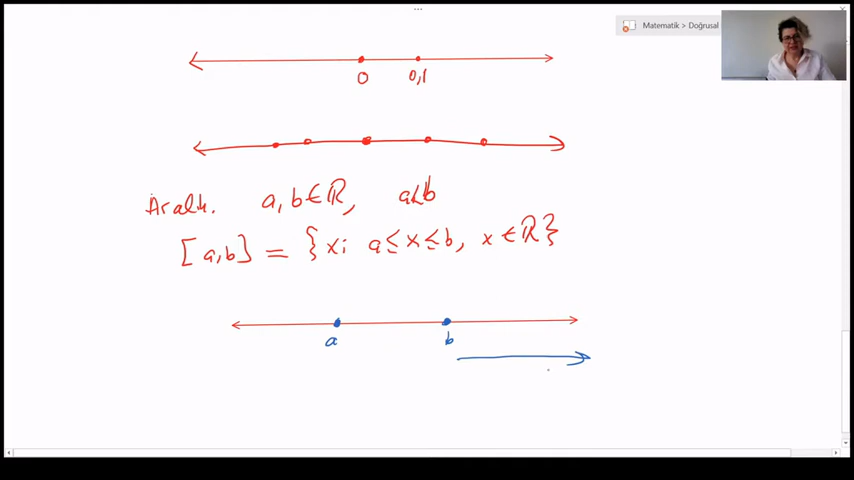 Matematik > Doğrusal
0 0,1
Aralık. a, b ∈ ℝ, a<b
[a,b] = {x: a≤x≤b, x ∈ ℝ}
a b